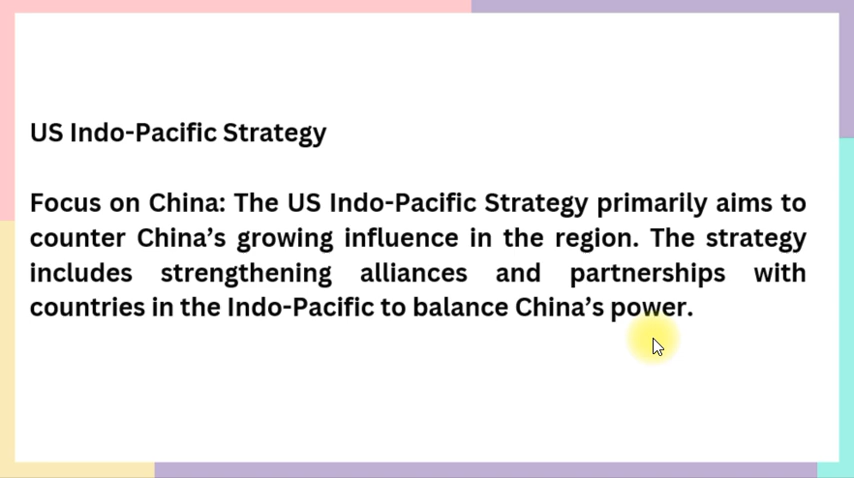 US Indo-Pacific Strategy
Focus on China: The US Indo-Pacific Strategy primarily aims to
counter China’s growing influence in the region. The strategy
includes strengthening alliances and partnerships with
countries in the Indo-Pacific to balance China’s power.